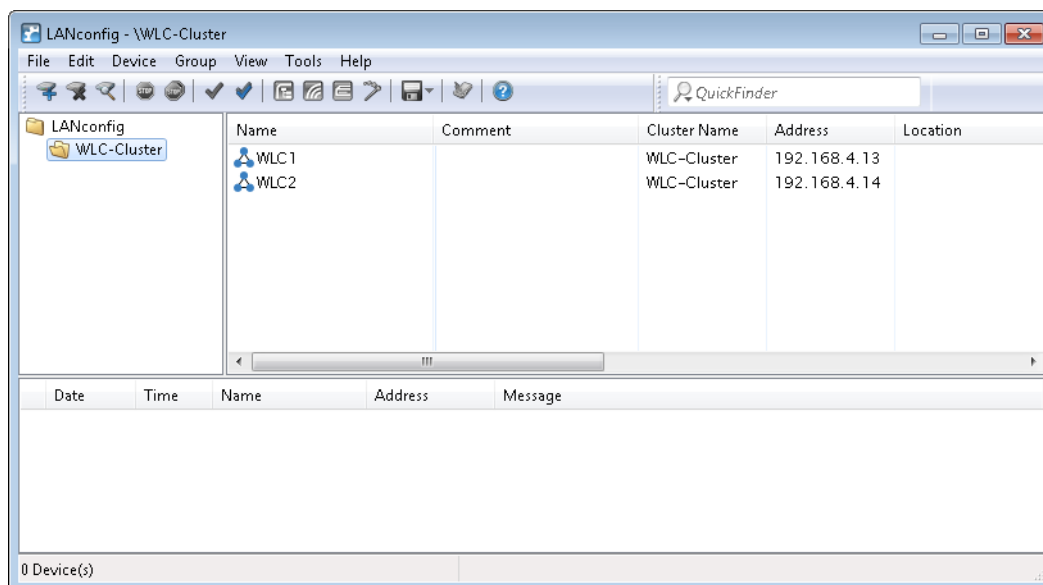 LANconfig - \WLC-Cluster
File Edit Device Group View Tools Help
STOP STOP QuickFinder
LANconfig
WLC-Cluster
Name Comment Cluster Name Address Location
WLC1 WLC-Cluster 192.168.4.13
WLC2 WLC-Cluster 192.168.4.14
Date Time Name Address Message
0 Device(s)